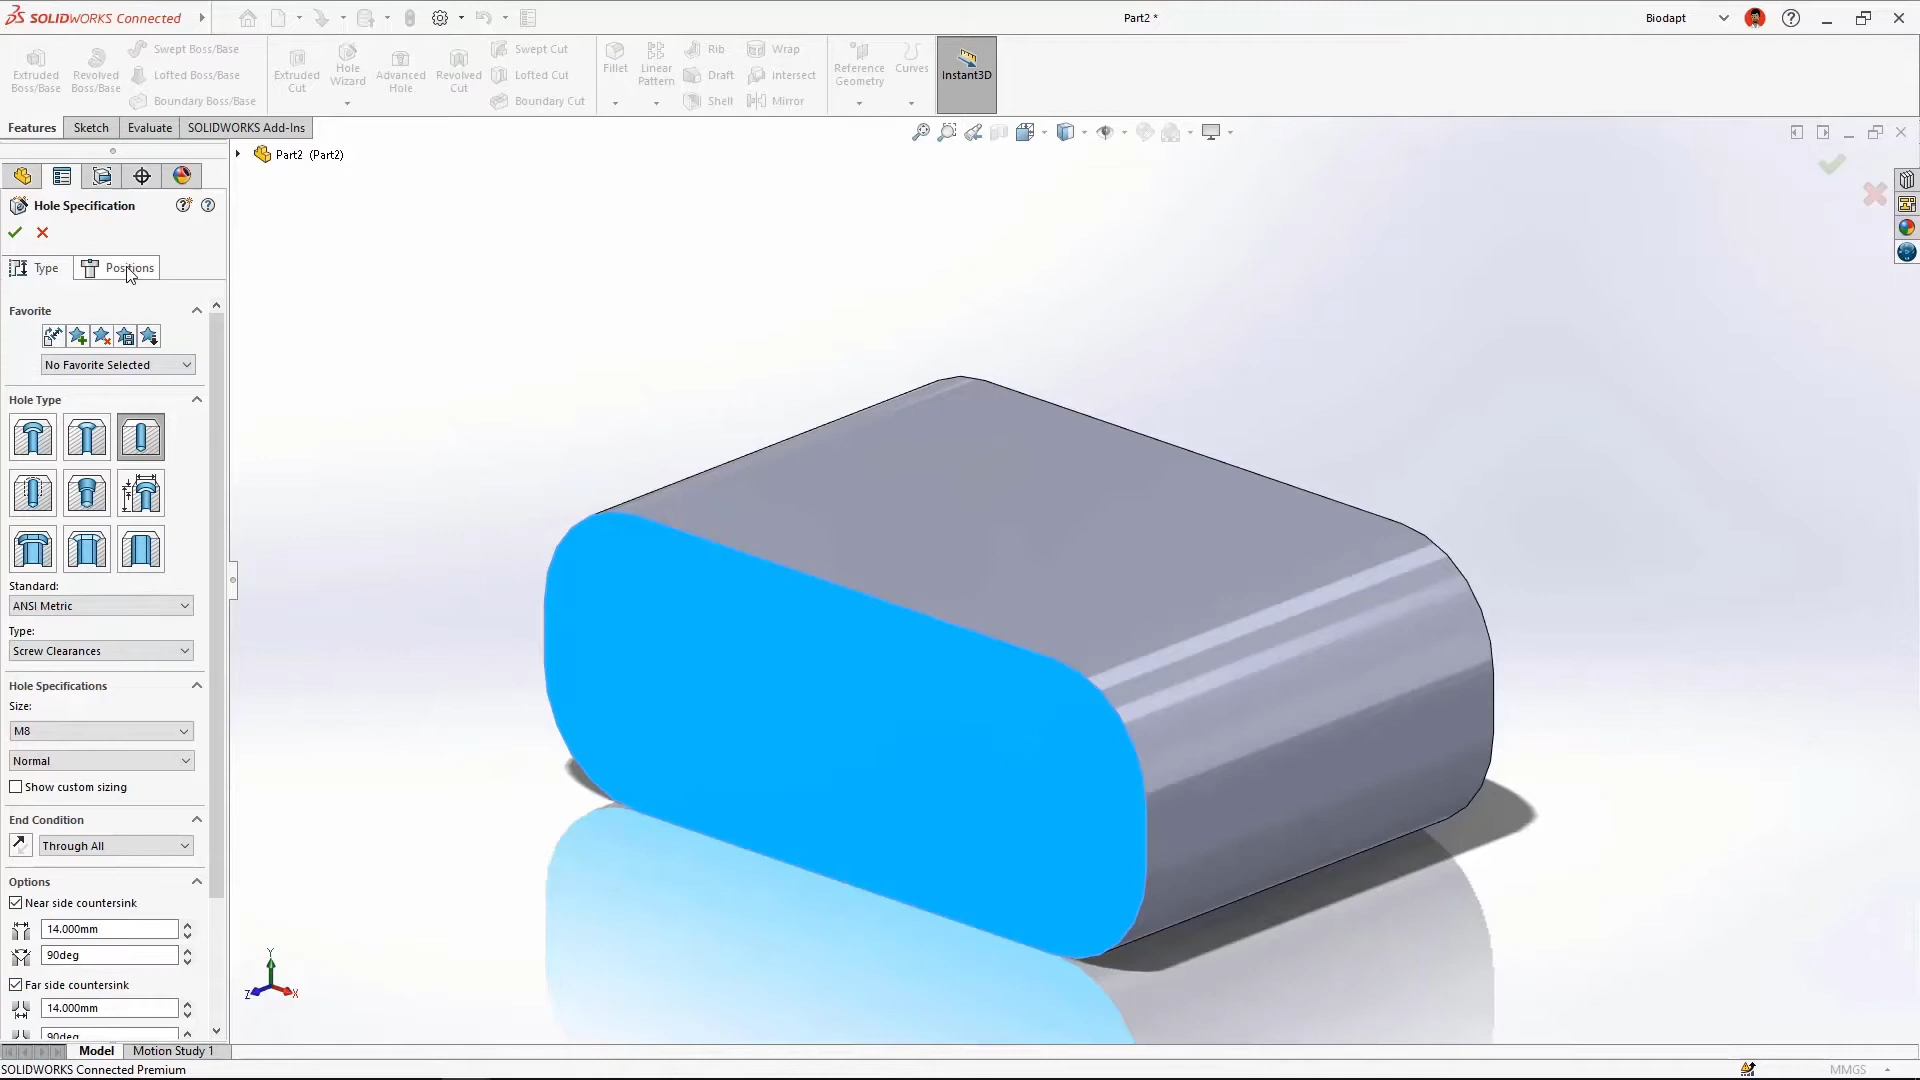 SOLIDWORKS Connected
Part2 *
Biodapt
Extruded Boss/Base
Revolved Boss/Base
Swept Boss/Base
Lofted Boss/Base
Boundary Boss/Base
Extruded Cut
Hole Wizard
Advanced Hole
Revolved Cut
Swept Cut
Lofted Cut
Boundary Cut
Fillet
Linear Pattern
Rib
Draft
Shell
Wrap
Intersect
Mirror
Reference Geometry
Curves
Instant3D
Features
Sketch
Evaluate
SOLIDWORKS Add-Ins
Part2 (Part2)
Hole Specification
Type
Positions
Favorite
No Favorite Selected
Hole Type
Standard:
ANSI Metric
Type:
Screw Clearances
Hole Specifications
Size:
M8
Normal
Show custom sizing
End Condition
Through All
Options
Near side countersink
14.000mm
90deg
Far side countersink
14.000mm
90deg
Y
Z
X
Model
Motion Study 1
SOLIDWORKS Connected Premium
MMGS